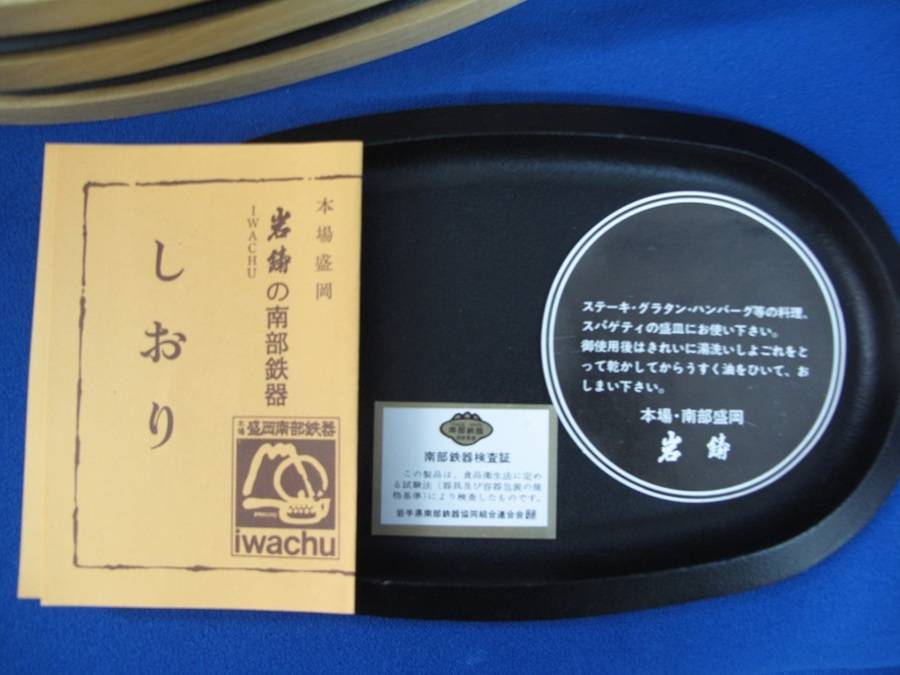 本場盛岡
岩鋳の南部鉄器
IWACHU
しおり
本場 盛岡南部鉄器
iwachu
南部鉄器
南部鉄器検査証
この製品は、食品衛生法に定め
る試験法(器具及び容器包装の規
格基準)により検査したものです。
岩手県南部鉄器協同組合連合会
ステーキ・グラタン・ハンバーグ等の料理、
スパゲティの盛皿にお使い下さい。
御使用後はきれいに湯洗いしよごれをと
って乾かしてからうすく油をひいて、お
しまい下さい。
本場・南部盛岡
岩鋳